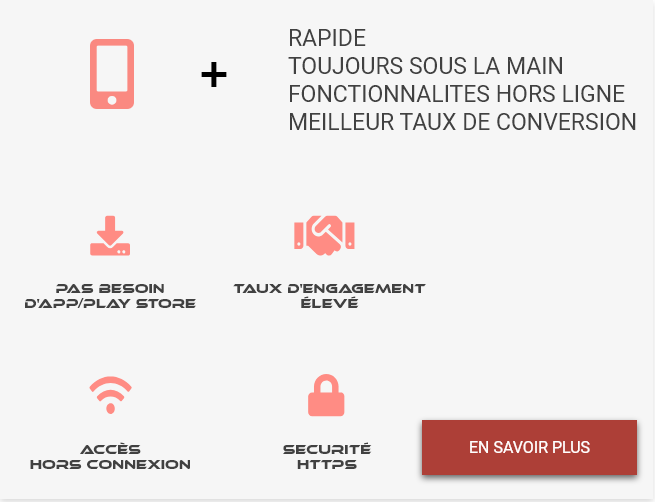 RAPIDE
TOUJOURS SOUS LA MAIN
FONCTIONNALITES HORS LIGNE
MEILLEUR TAUX DE CONVERSION
PAS BESOIN
D'APP/PLAY STORE
TAUX D'ENGAGEMENT
ÉLEVÉ
ACCÈS
HORS CONNEXION
SECURITÉ
HTTPS
EN SAVOIR PLUS